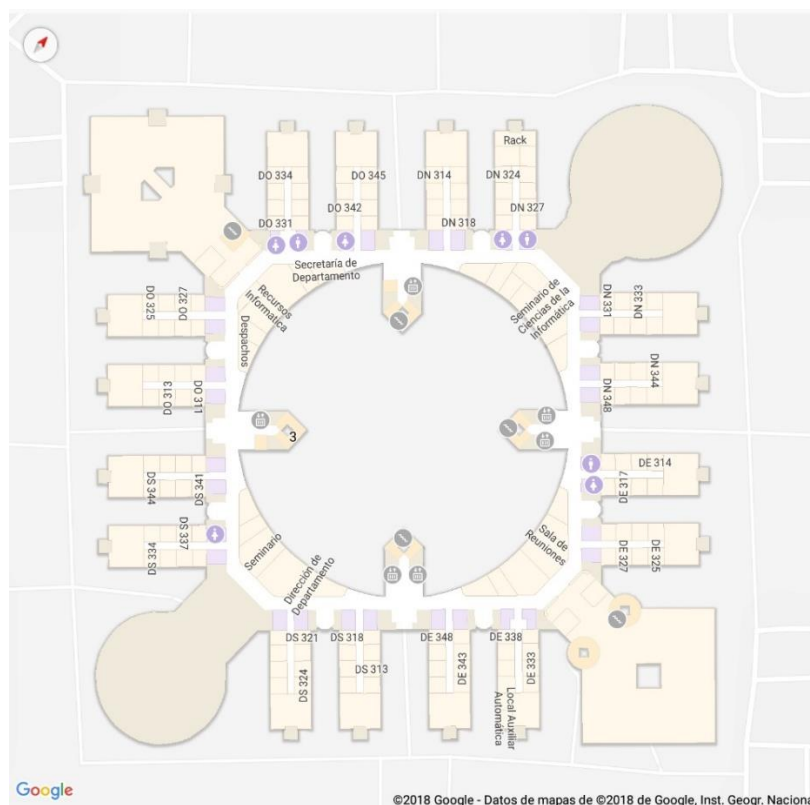 Rack
DO 334
DO 345
DN 314
DN 324
DO 331
DO 342
DN 318
DN 327
Secretaría de
Departamento
Recursos
Informatica
Despachos
Seminario de
Ciencias de la
Informática
DO 325
DO 327
DN 331
DN 333
DO 313
DO 311
DN 348
DN 344
3
DS 344
DS 341
DE 317
DE 314
DS 334
DS 337
DE 327
DE 325
Seminario
Dirección de
Departamento
Sala de
Reuniones
DS 321
DS 318
DE 348
DE 338
DS 324
DS 313
DE 343
DE 333
Local Auxiliar
Automática
Google
©2018 Google - Datos de mapas de ©2018 de Google, Inst. Geogr. Naciona